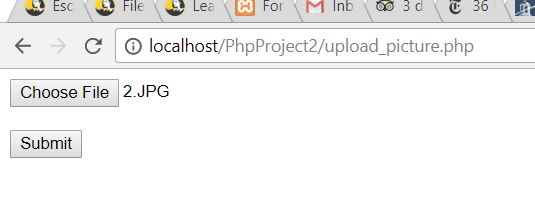 Esc File Lea For Inb 3 d 36
localhost/PhpProject2/upload_picture.php
Choose File 2.JPG
Submit